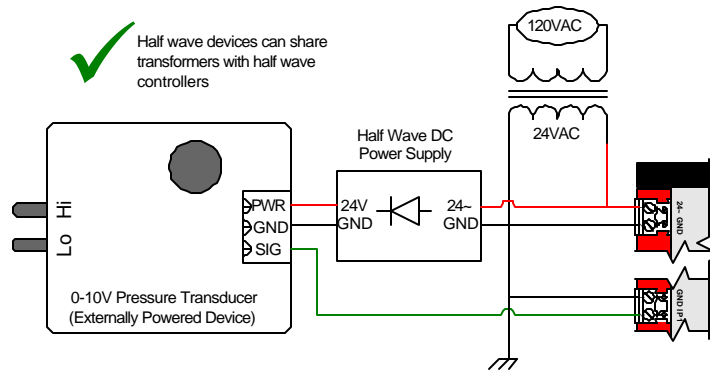 Half wave devices can share
transformers with half wave
controllers
120VAC
24VAC
Half Wave DC
Power Supply
Hi
Lo
PWR
GND
SIG
24V
GND
24~
GND
24~ GND
GND IP1
0-10V Pressure Transducer
(Externally Powered Device)